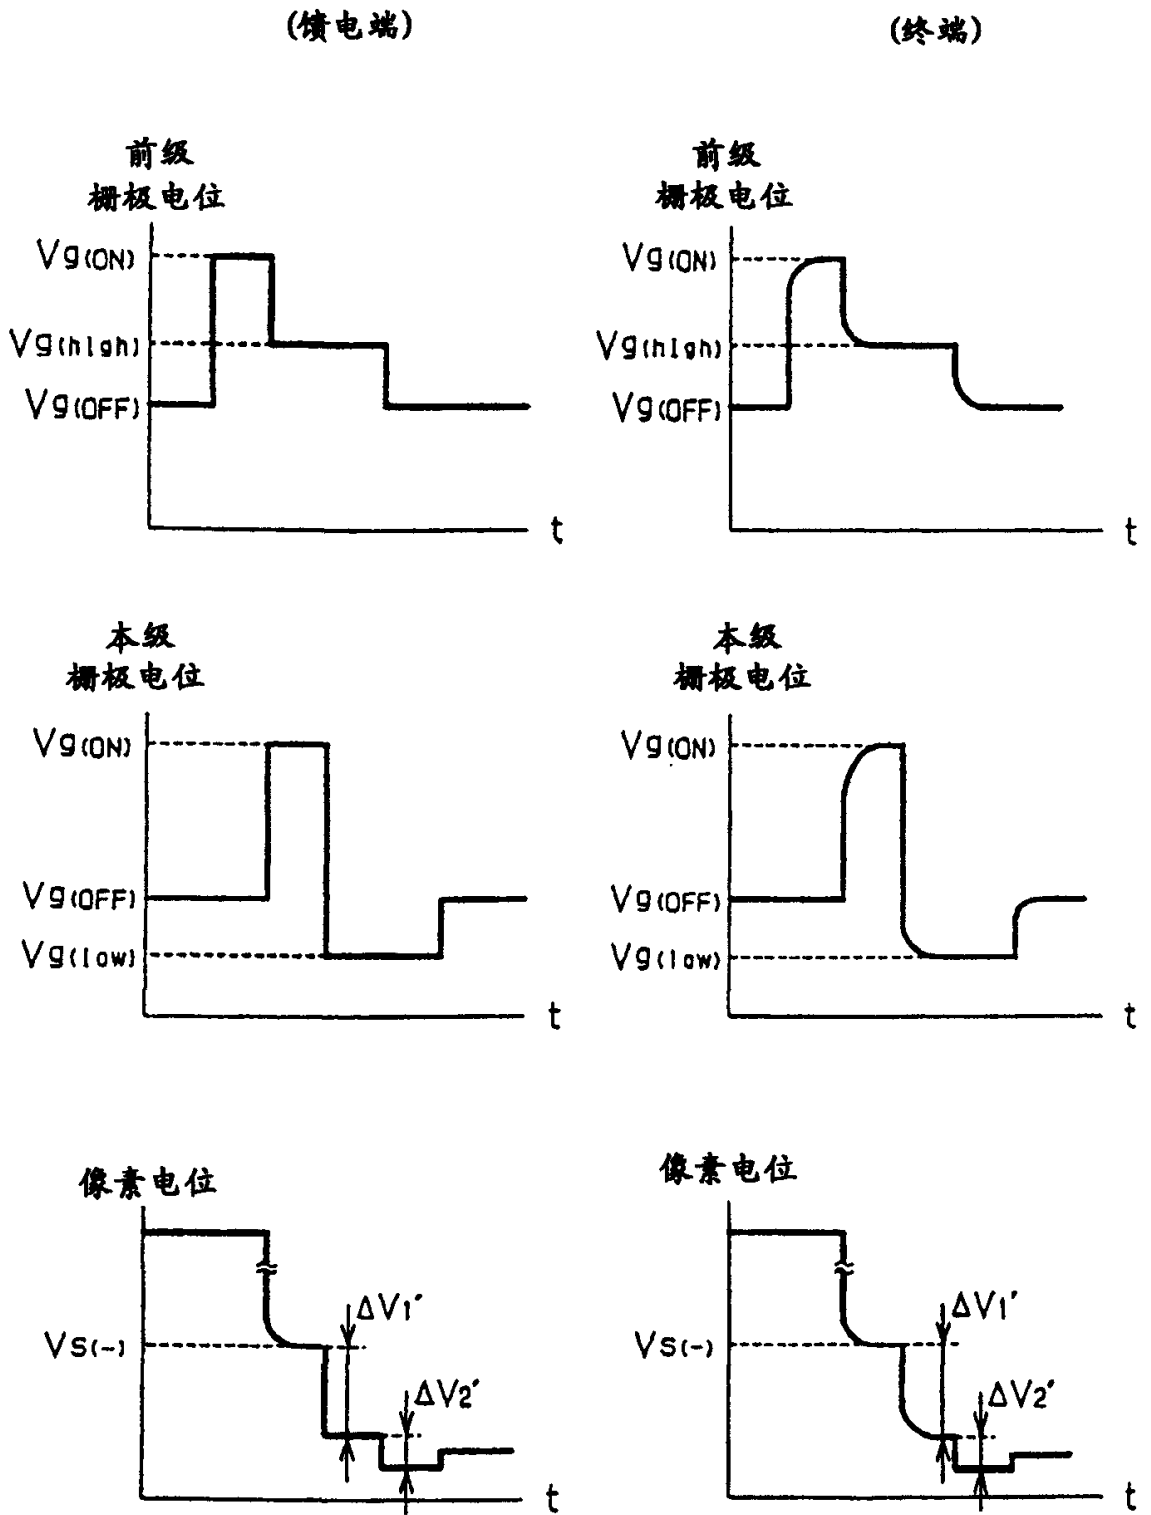 (馈电端)
(终端)
前级
栅极电位
Vg(ON)
Vg(high)
Vg(OFF)
t
前级
栅极电位
Vg(ON)
Vg(high)
Vg(OFF)
t
本级
栅极电位
Vg(ON)
Vg(OFF)
Vg(low)
t
本级
栅极电位
Vg(ON)
Vg(OFF)
Vg(low)
t
像素电位
VS(-)
ΔV1'
ΔV2'
t
像素电位
VS(-)
ΔV1'
ΔV2'
t